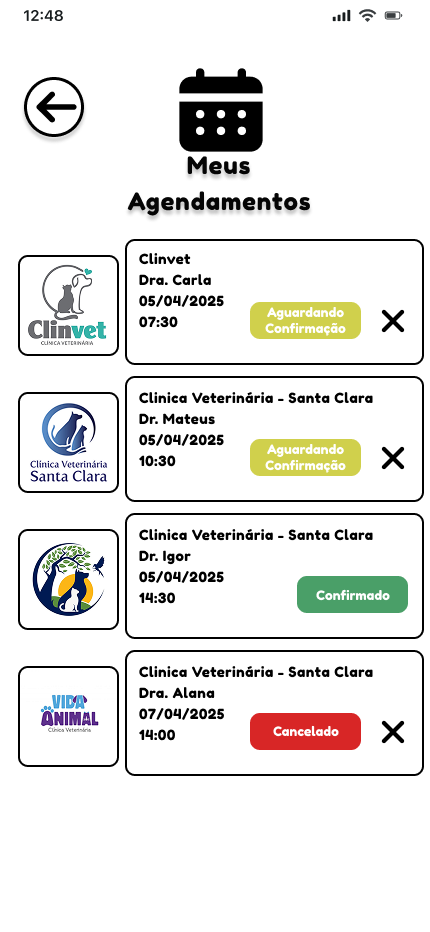 12:48
Meus
Agendamentos
Clinvet
CLÍNICA VETERINÁRIA
Clinvet
Dra. Carla
05/04/2025
07:30
Aguardando
Confirmação
Clínica Veterinária
Santa Clara
Clinica Veterinária - Santa Clara
Dr. Mateus
05/04/2025
10:30
Aguardando
Confirmação
Clinica Veterinária - Santa Clara
Dr. Igor
05/04/2025
14:30
Confirmado
VIDA
ANIMAL
Clínica Veterinária
Clinica Veterinária - Santa Clara
Dra. Alana
07/04/2025
14:00
Cancelado